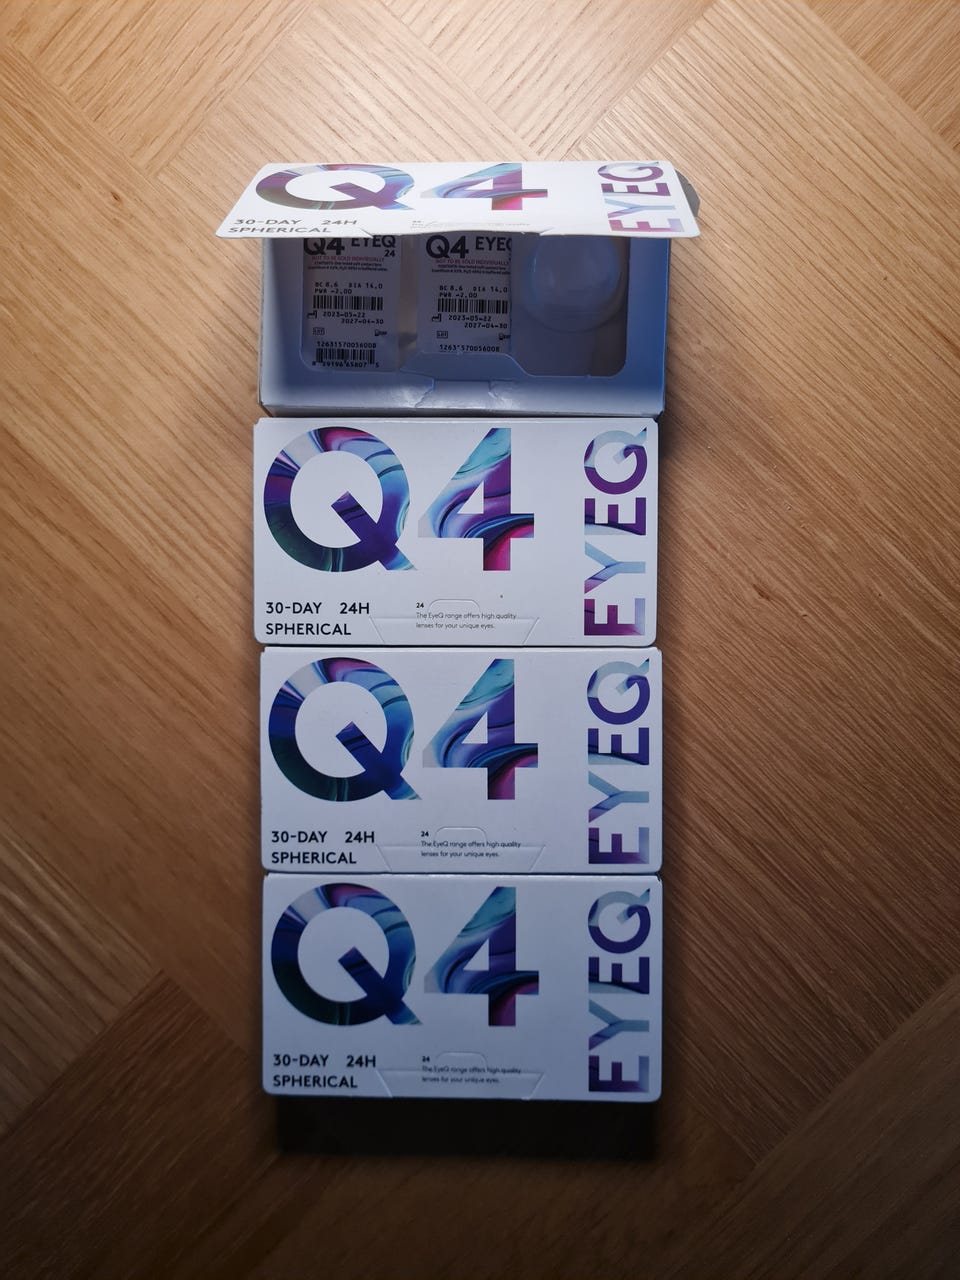 Q4 EYEQ
30-DAY 24H
SPHERICAL
24
Q4 EYEQ
24
NOT TO BE SOLD INDIVIDUALLY
BC 8.6 DIA 14.0
PWR -2.00
2023-05-22
2027-04-30
LOT
EXP
12631570056008
Q4 EYEQ
NOT TO BE SOLD INDIVIDUALLY
BC 8.6 DIA 14.0
PWR -2.00
2023-05-22
2027-04-30
LOT
Q4 EYEQ
30-DAY 24H
SPHERICAL
24
The EyeQ range offers high quality
lenses for your unique eyes.
Q4 EYEQ
30-DAY 24H
SPHERICAL
24
The EyeQ range offers high quality
lenses for your unique eyes.
Q4 EYEQ
30-DAY 24H
SPHERICAL
24
The EyeQ range offers high quality
lenses for your unique eyes.